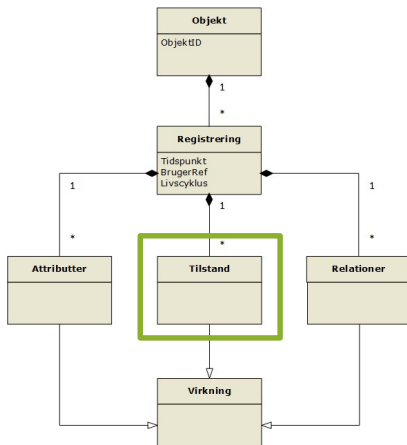 Objekt
ObjektID
1
*
Registrering
Tidspunkt
BrugerRef
Livscyklus
1
1
1
*
*
*
Attributter
Tilstand
Relationer
Virkning